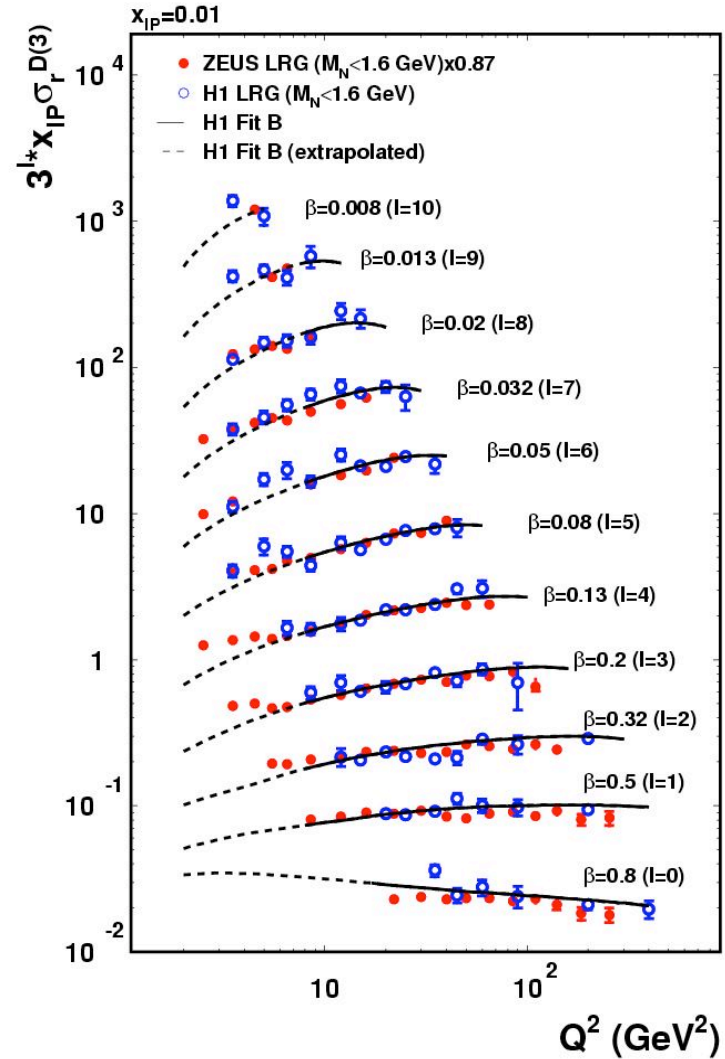 x_IP=0.01
3^l* x_IP σ_r^D(3)
10^4
10^3
10^2
10
1
10^-1
10^-2
ZEUS LRG (M_N<1.6 GeV)x0.87
H1 LRG (M_N<1.6 GeV)
H1 Fit B
H1 Fit B (extrapolated)
β=0.008 (l=10)
β=0.013 (l=9)
β=0.02 (l=8)
β=0.032 (l=7)
β=0.05 (l=6)
β=0.08 (l=5)
β=0.13 (l=4)
β=0.2 (l=3)
β=0.32 (l=2)
β=0.5 (l=1)
β=0.8 (l=0)
10
10^2
Q^2 (GeV^2)